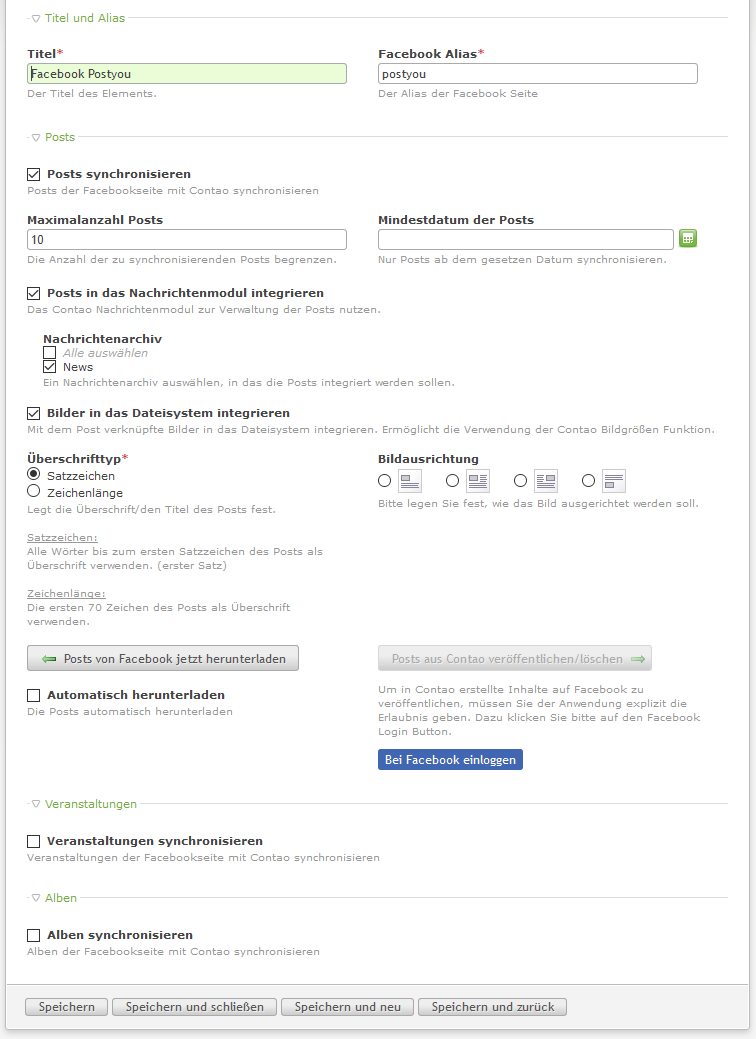 Titel und Alias
Titel*
Facebook Alias*
Facebook Postyou
postyou
Der Titel des Elements.
Der Alias der Facebook Seite
Posts
Posts synchronisieren
Posts der Facebookseite mit Contao synchronisieren
Maximalanzahl Posts
Mindestdatum der Posts
10
Die Anzahl der zu synchronisierenden Posts begrenzen.
Nur Posts ab dem gesetzen Datum synchronisieren.
Posts in das Nachrichtenmodul integrieren
Das Contao Nachrichtenmodul zur Verwaltung der Posts nutzen.
Nachrichtenarchiv
Alle auswählen
News
Ein Nachrichtenarchiv auswählen, in das die Posts integriert werden sollen.
Bilder in das Dateisystem integrieren
Mit dem Post verknüpfte Bilder in das Dateisystem integrieren. Ermöglicht die Verwendung der Contao Bildgrößen Funktion.
Überschrifttyp*
Satzzeichen
Zeichenlänge
Legt die Überschrift/den Titel des Posts fest.
Satzzeichen:
Alle Wörter bis zum ersten Satzzeichen des Posts als
Überschrift verwenden. (erster Satz)
Zeichenlänge:
Die ersten 70 Zeichen des Posts als Überschrift
verwenden.
Bildausrichtung
Bitte legen Sie fest, wie das Bild ausgerichtet werden soll.
Posts von Facebook jetzt herunterladen
Posts aus Contao veröffentlichen/löschen
Automatisch herunterladen
Die Posts automatisch herunterladen
Um in Contao erstellte Inhalte auf Facebook zu
veröffentlichen, müssen Sie der Anwendung explizit die
Erlaubnis geben. Dazu klicken Sie bitte auf den Facebook
Login Button.
Bei Facebook einloggen
Veranstaltungen
Veranstaltungen synchronisieren
Veranstaltungen der Facebookseite mit Contao synchronisieren
Alben
Alben synchronisieren
Alben der Facebookseite mit Contao synchronisieren
Speichern
Speichern und schließen
Speichern und neu
Speichern und zurück